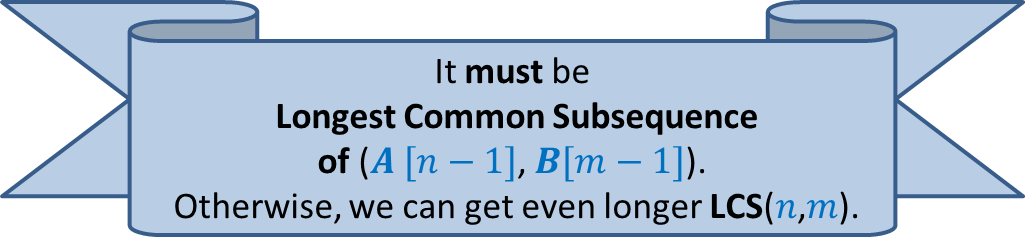 It must be
Longest Common Subsequence
of (A [n − 1], B[m − 1]).
Otherwise, we can get even longer LCS(n,m).